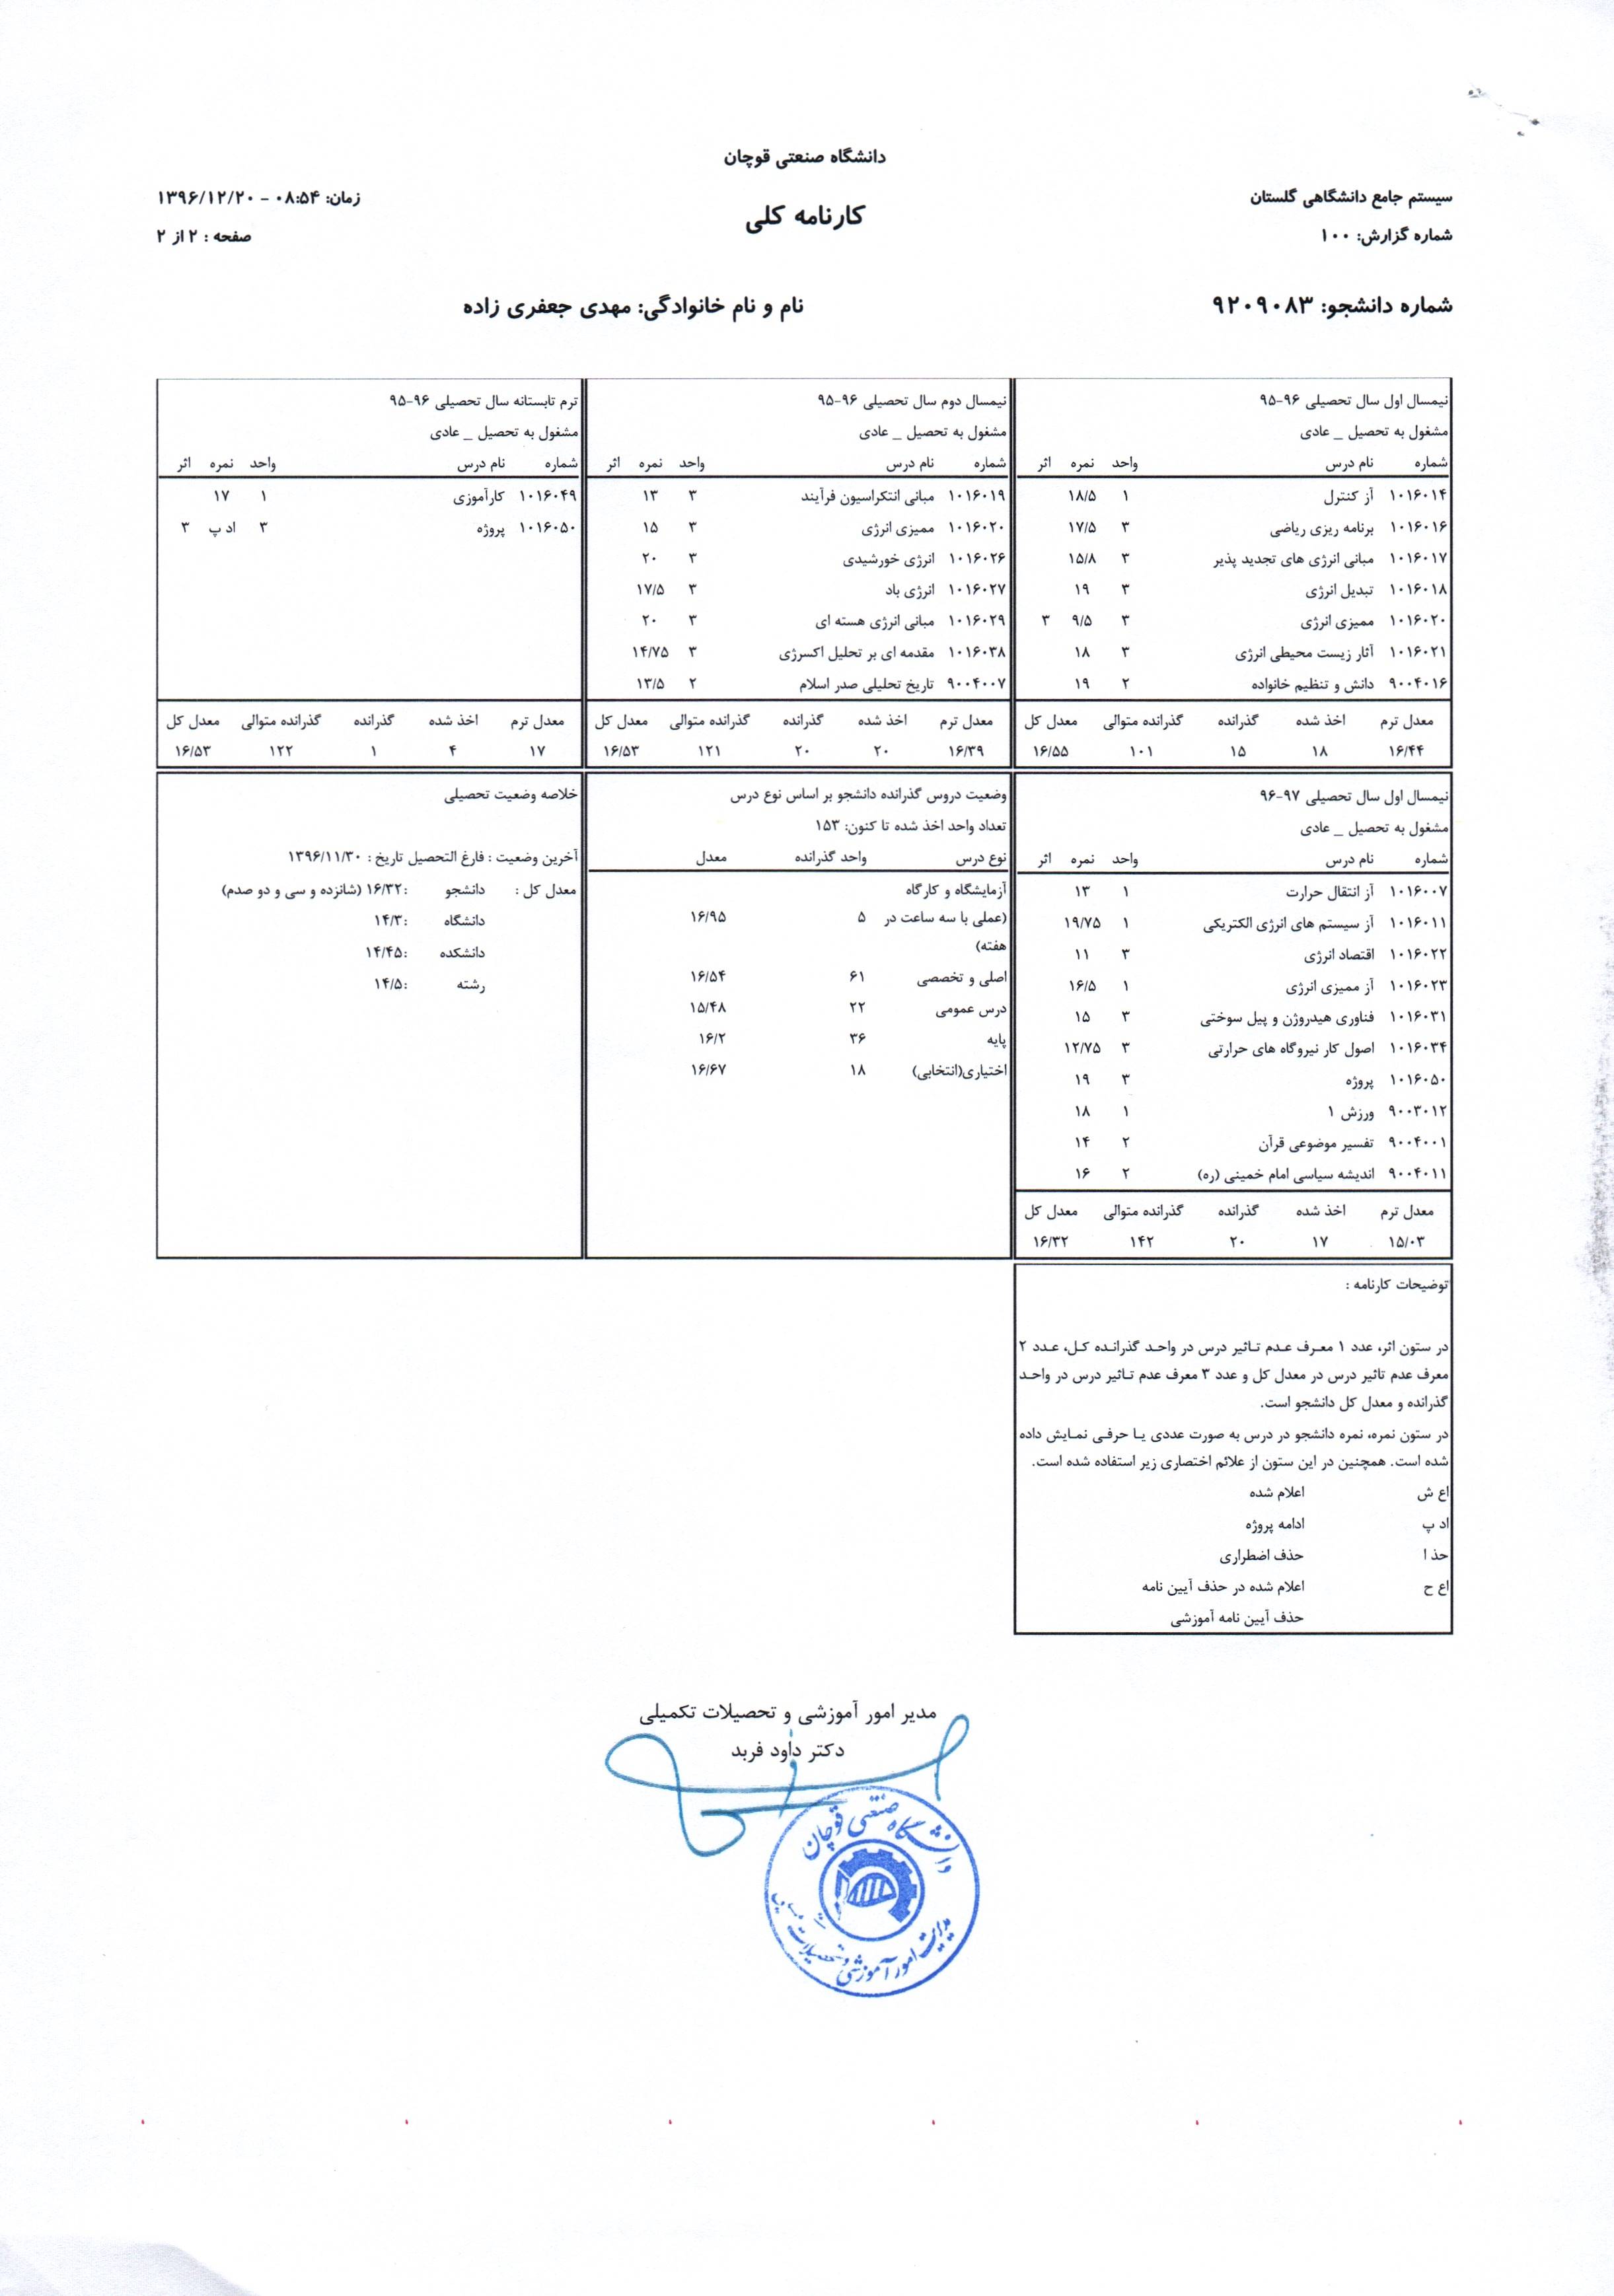 دانشگاه صنعتی قوچان
سیستم جامع دانشگاهی گلستان
کارنامه کلی
زمان: ۰۸:۵۴ - ۱۳۹۶/۱۲/۲۰
شماره گزارش: ۱۰۰
صفحه : ۲ از ۲
شماره دانشجو: ۹۲۰۹۰۸۳
نام و نام خانوادگی: مهدی جعفری زاده
نیمسال اول سال تحصیلی ۹۶-۹۵
مشغول به تحصیل _ عادی
شماره نام درس واحد نمره اثر
۱۰۱۶۰۱۴ آز کنترل ۱ ۱۸/۵
۱۰۱۶۰۱۶ برنامه ریزی ریاضی ۳ ۱۷/۵
۱۰۱۶۰۱۷ مبانی انرژی های تجدید پذیر ۳ ۱۵/۸
۱۰۱۶۰۱۸ تبدیل انرژی ۳ ۱۹
۱۰۱۶۰۲۰ ممیزی انرژی ۳ ۹/۵ ۳
۱۰۱۶۰۲۱ آثار زیست محیطی انرژی ۳ ۱۸
۹۰۰۴۰۱۶ دانش و تنظیم خانواده ۲ ۱۹
معدل ترم اخذ شده گذرانده گذرانده متوالی معدل کل
۱۶/۴۴ ۱۸ ۱۵ ۱۰۱ ۱۶/۵۵
نیمسال دوم سال تحصیلی ۹۶-۹۵
مشغول به تحصیل _ عادی
شماره نام درس واحد نمره اثر
۱۰۱۶۰۱۹ مبانی انتکراسیون فرآیند ۳ ۱۳
۱۰۱۶۰۲۰ ممیزی انرژی ۳ ۱۵
۱۰۱۶۰۲۶ انرژی خورشیدی ۳ ۲۰
۱۰۱۶۰۲۷ انرژی باد ۳ ۱۷/۵
۱۰۱۶۰۲۹ مبانی انرژی هسته ای ۳ ۲۰
۱۰۱۶۰۳۸ مقدمه ای بر تحلیل اکسرژی ۳ ۱۴/۷۵
۹۰۰۴۰۰۷ تاریخ تحلیلی صدر اسلام ۲ ۱۳/۵
معدل ترم اخذ شده گذرانده گذرانده متوالی معدل کل
۱۶/۳۹ ۲۰ ۲۰ ۱۲۱ ۱۶/۵۳
ترم تابستانه سال تحصیلی ۹۶-۹۵
مشغول به تحصیل _ عادی
شماره نام درس واحد نمره اثر
۱۰۱۶۰۴۹ کارآموزی ۱ ۱۷
۱۰۱۶۰۵۰ پروژه ۳ اد پ ۳
معدل ترم اخذ شده گذرانده گذرانده متوالی معدل کل
۱۷ ۴ ۱ ۱۲۲ ۱۶/۵۳
نیمسال اول سال تحصیلی ۹۷-۹۶
مشغول به تحصیل _ عادی
شماره نام درس واحد نمره اثر
۱۰۱۶۰۰۷ آز انتقال حرارت ۱ ۱۳
۱۰۱۶۰۱۱ آز سیستم های انرژی الکتریکی ۱ ۱۹/۷۵
۱۰۱۶۰۲۲ اقتصاد انرژی ۳ ۱۱
۱۰۱۶۰۲۳ آز ممیزی انرژی ۱ ۱۶/۵
۱۰۱۶۰۳۱ فناوری هیدروژن و پیل سوختی ۳ ۱۵
۱۰۱۶۰۳۴ اصول کار نیروگاه های حرارتی ۳ ۱۲/۷۵
۱۰۱۶۰۵۰ پروژه ۳ ۱۹
۹۰۰۳۰۱۲ ورزش ۱ ۱ ۱۸
۹۰۰۴۰۰۱ تفسیر موضوعی قرآن ۲ ۱۴
۹۰۰۴۰۱۱ اندیشه سیاسی امام خمینی (ره) ۲ ۱۶
معدل ترم اخذ شده گذرانده گذرانده متوالی معدل کل
۱۵/۰۳ ۱۷ ۲۰ ۱۴۲ ۱۶/۳۲
وضعیت دروس گذرانده دانشجو بر اساس نوع درس
تعداد واحد اخذ شده تا کنون: ۱۵۳
نوع درس واحد گذرانده معدل
آزمایشگاه و کارگاه
(عملی با سه ساعت در ۵ ۱۶/۹۵
هفته)
اصلی و تخصصی ۶۱ ۱۶/۵۴
درس عمومی ۲۲ ۱۵/۴۸
پایه ۳۶ ۱۶/۲
اختیاری(انتخابی) ۱۸ ۱۶/۶۷
خلاصه وضعیت تحصیلی
آخرین وضعیت : فارغ التحصیل تاریخ : ۱۳۹۶/۱۱/۳۰
معدل کل : دانشجو :۱۶/۳۲ (شانزده و سی و دو صدم)
دانشگاه :۱۴/۳
دانشکده :۱۴/۴۵
رشته :۱۴/۵
توضیحات کارنامه :
در ستون اثر، عدد ۱ معرف عدم تاثیر درس در واحد گذرانده کل، عدد ۲
معرف عدم تاثیر درس در معدل کل و عدد ۳ معرف عدم تاثیر درس در واحد
گذرانده و معدل کل دانشجو است.
در ستون نمره، نمره دانشجو در درس به صورت عددی یا حرفی نمایش داده
شده است. همچنین در این ستون از علائم اختصاری زیر استفاده شده است.
اع ش اعلام شده
اد پ ادامه پروژه
حذ ا حذف اضطراری
اع ح اعلام شده در حذف آیین نامه
حذف آیین نامه آموزشی
مدیر امور آموزشی و تحصیلات تکمیلی
دکتر داود فربد
دانشگاه صنعتی قوچان
مدیریت امور آموزشی و تحصیلات تکمیلی